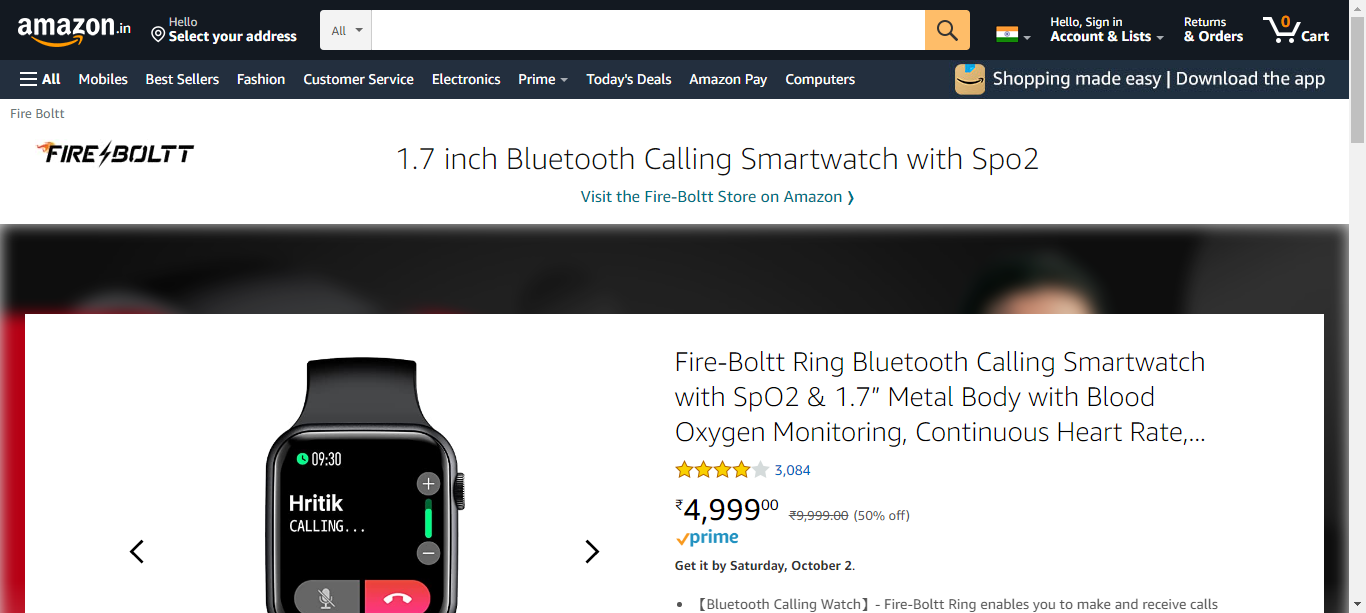 amazon.in
Hello
Select your address
All
Hello, Sign in
Account & Lists
Returns
& Orders
0
Cart
All Mobiles Best Sellers Fashion Customer Service Electronics Prime Today's Deals Amazon Pay Computers
Shopping made easy | Download the app
Fire Boltt
FIRE BOLTT
1.7 inch Bluetooth Calling Smartwatch with Spo2
Visit the Fire-Boltt Store on Amazon ❯
Fire-Boltt Ring Bluetooth Calling Smartwatch
with SpO2 & 1.7” Metal Body with Blood
Oxygen Monitoring, Continuous Heart Rate,...
3,084
₹4,99900 ₹9,999.00 (50% off)
prime
Get it by Saturday, October 2.
• 【Bluetooth Calling Watch】- Fire-Boltt Ring enables you to make and receive calls
09:30
Hritik
CALLING...